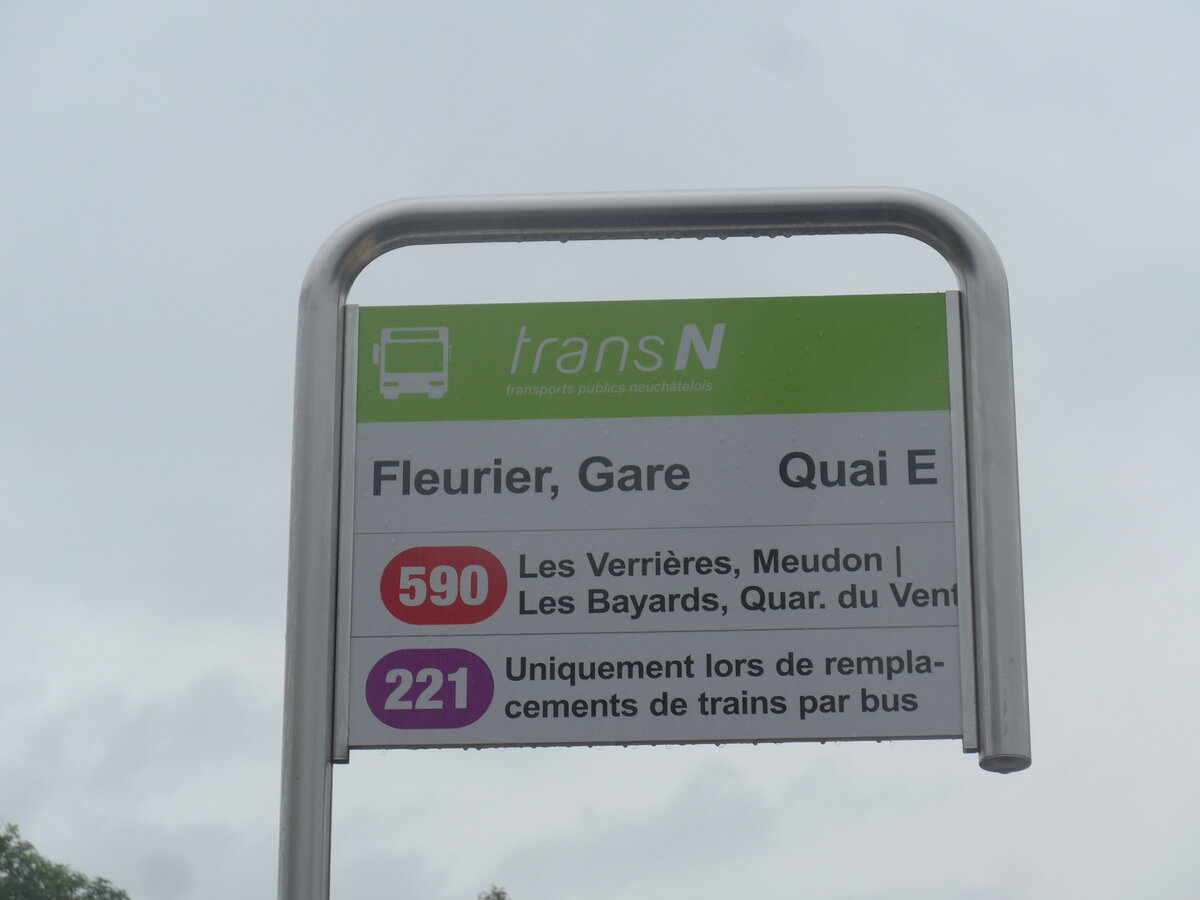 transN
transports publics neuchâtelois
Fleurier, Gare Quai E
590 Les Verrières, Meudon |
Les Bayards, Quar. du Vent
221 Uniquement lors de rempla-
cements de trains par bus